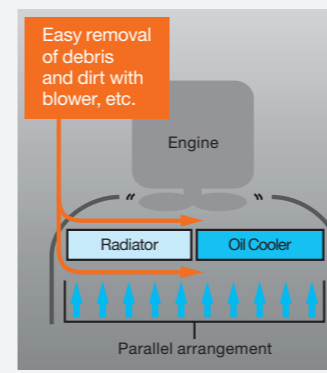 Easy removal
of debris
and dirt with
blower, etc.
Engine
Radiator
Oil Cooler
Parallel arrangement